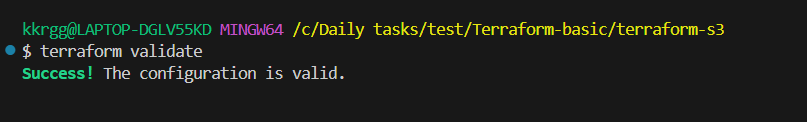 kkrgg@LAPTOP-DGLV55KD MINGW64 /c/Daily tasks/test/Terraform-basic/terraform-s3
$ terraform validate
Success! The configuration is valid.